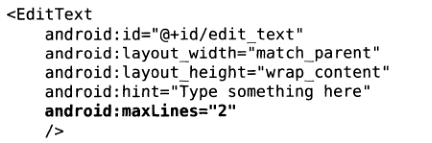 <EditText
    android:id="@+id/edit_text"
    android:layout_width="match_parent"
    android:layout_height="wrap_content"
    android:hint="Type something here"
    android:maxLines="2"
    />